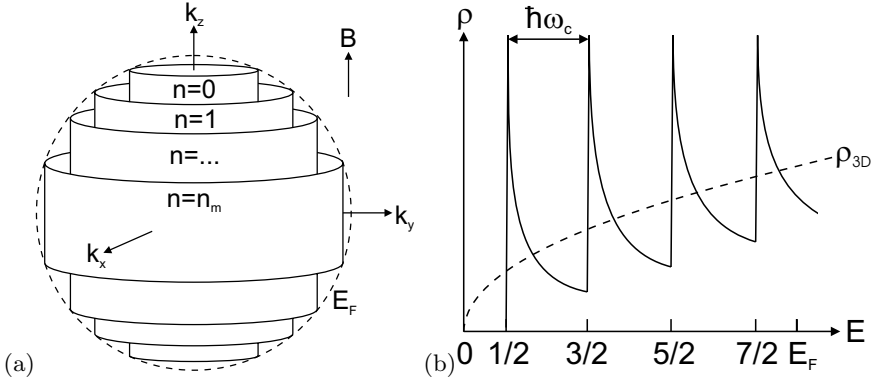 k_z
B
n=0
n=1
n=...
n=n_m
k_y
k_x
E_F
(a)
ρ
ħω_c
ρ_3D
E
0 1/2 3/2 5/2 7/2 E_F
(b)